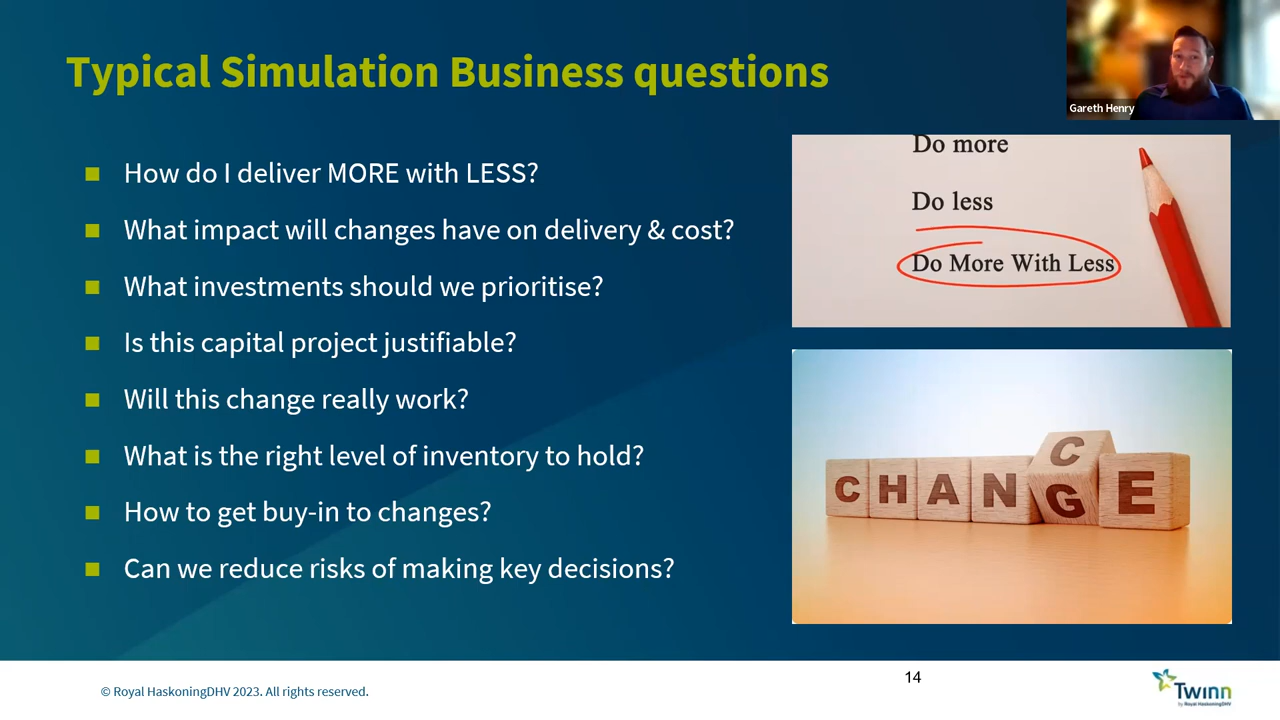 Typical Simulation Business questions
Gareth Henry
How do I deliver MORE with LESS?
What impact will changes have on delivery & cost?
What investments should we prioritise?
Is this capital project justifiable?
Will this change really work?
What is the right level of inventory to hold?
How to get buy-in to changes?
Can we reduce risks of making key decisions?
Do more
Do less
Do More With Less
C
CHANGE
© Royal HaskoningDHV 2023. All rights reserved.
14
Twinn
by Royal HaskoningDHV